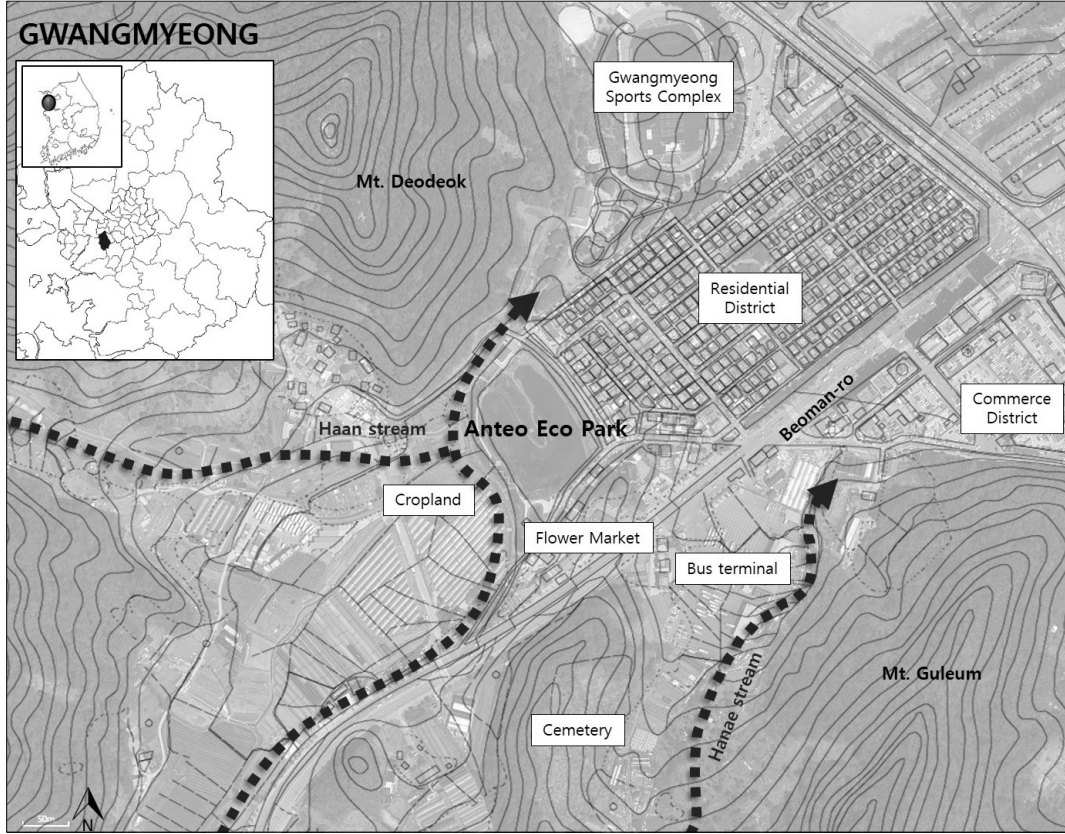 GWANGMYEONG
Gwangmyeong
Sports Complex
Mt. Deodeok
Residential
District
Beoman-ro
Commerce
District
Haan stream
Anteo Eco Park
Cropland
Flower Market
Bus terminal
Mt. Guleum
Hanae stream
Cemetery
50m
N